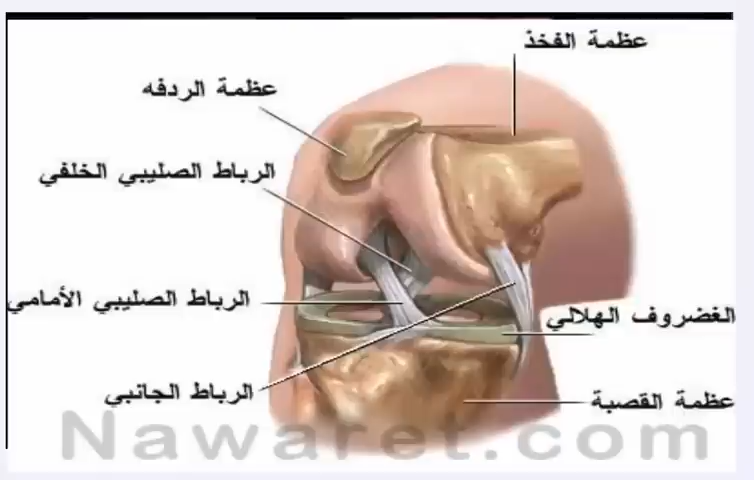 عظمة الفخذ
عظمة الردفه
الرباط الصليبي الخلفي
الرباط الصليبي الأمامي
الغضروف الهلالي
الرباط الجانبي
عظمة القصبة
Nawaret.com